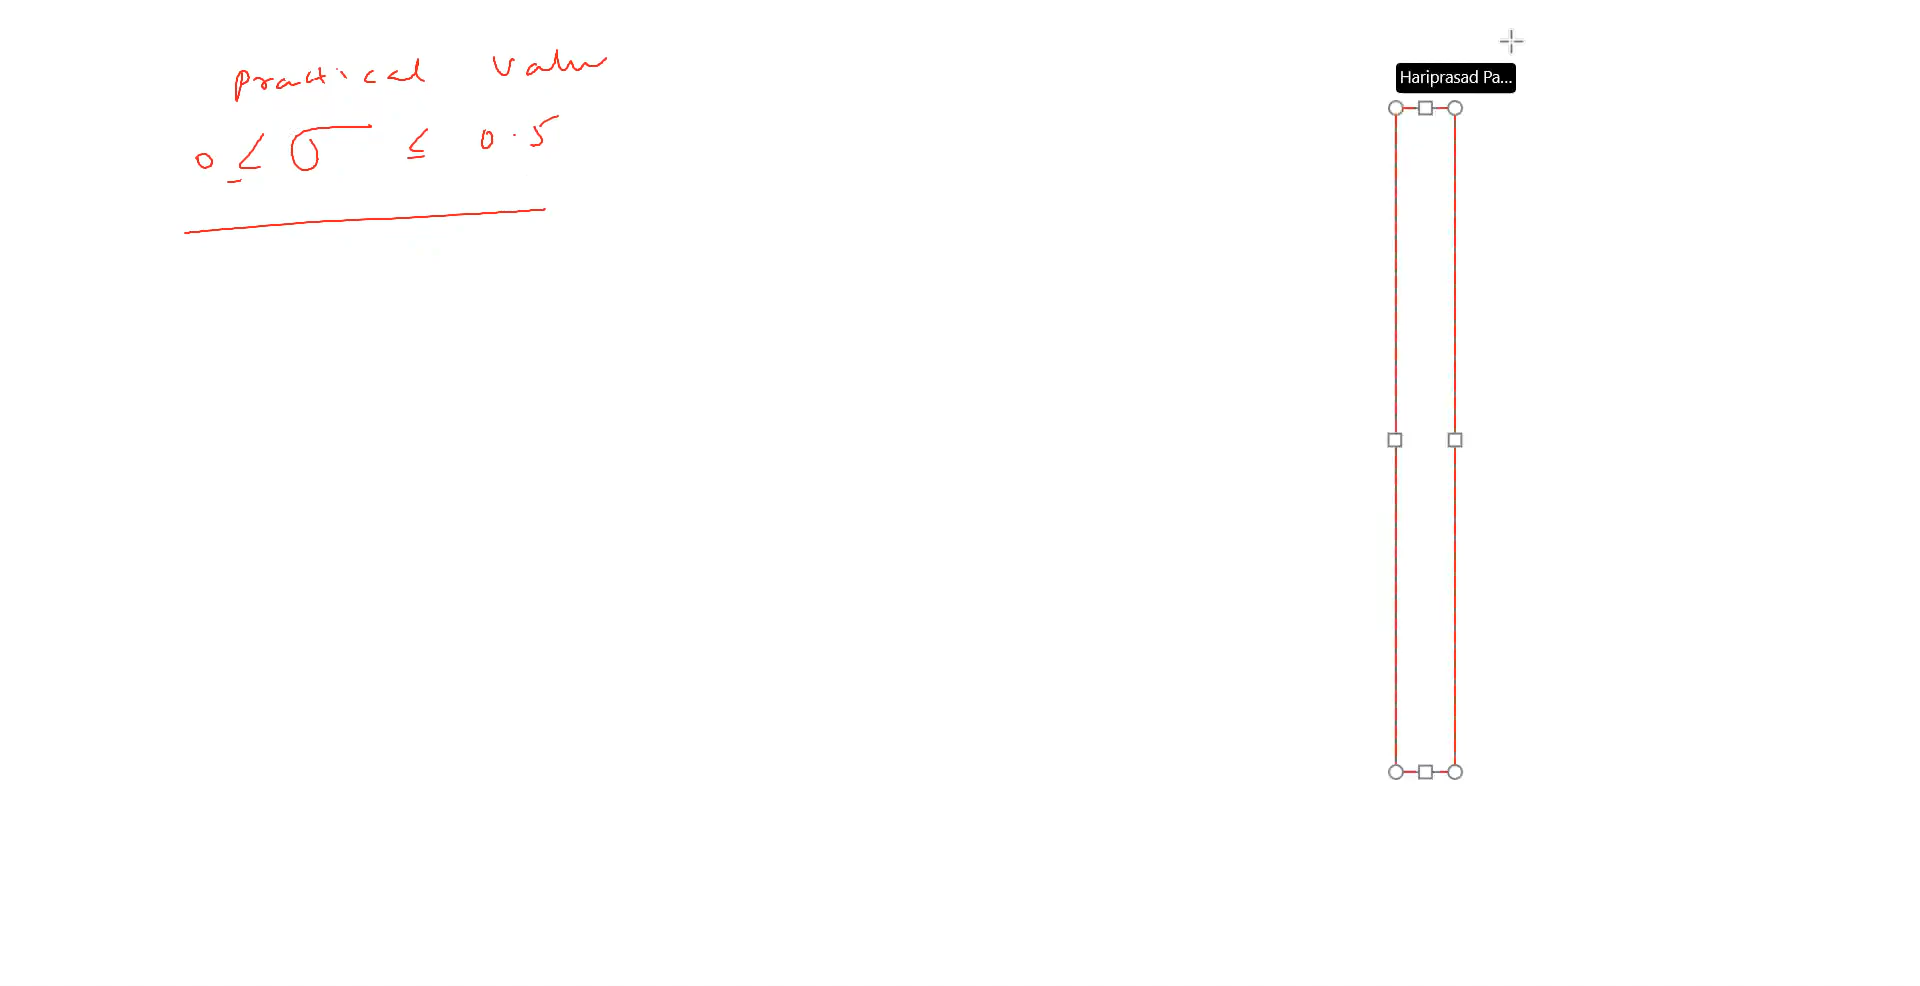 Practical Value
0 ≤ σ ≤ 0.5
Hariprasad Pa...